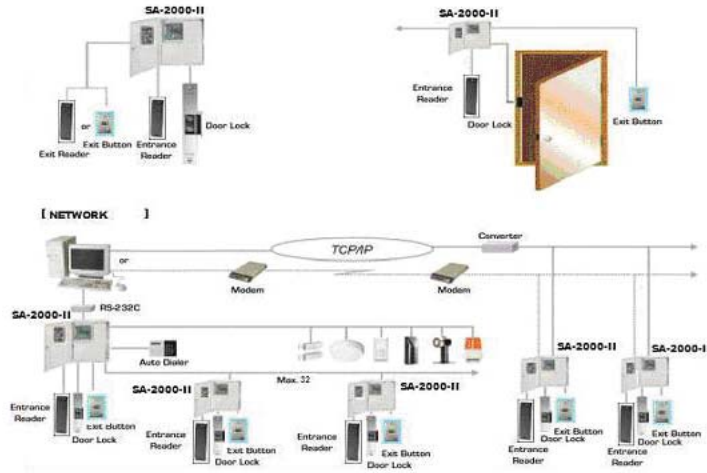 SA-2000-II
Exit Reader
or
Exit Button
Entrance
Reader
Door Lock
SA-2000-II
Entrance
Reader
Door Lock
Exit Button
[ NETWORK ]
or
TCP/IP
Converter
Modem
Modem
RS-232C
SA-2000-II
Auto Dialer
Max. 32
Entrance
Reader
Exit Button
Door Lock
SA-2000-II
Entrance
Reader
Exit Button
Door Lock
SA-2000-II
Entrance
Reader
Exit Button
Door Lock
SA-2000-II
Entrance
Reader
Exit Button
Door Lock
SA-2000-I
Entrance
Reader
Exit Button
Door Lock